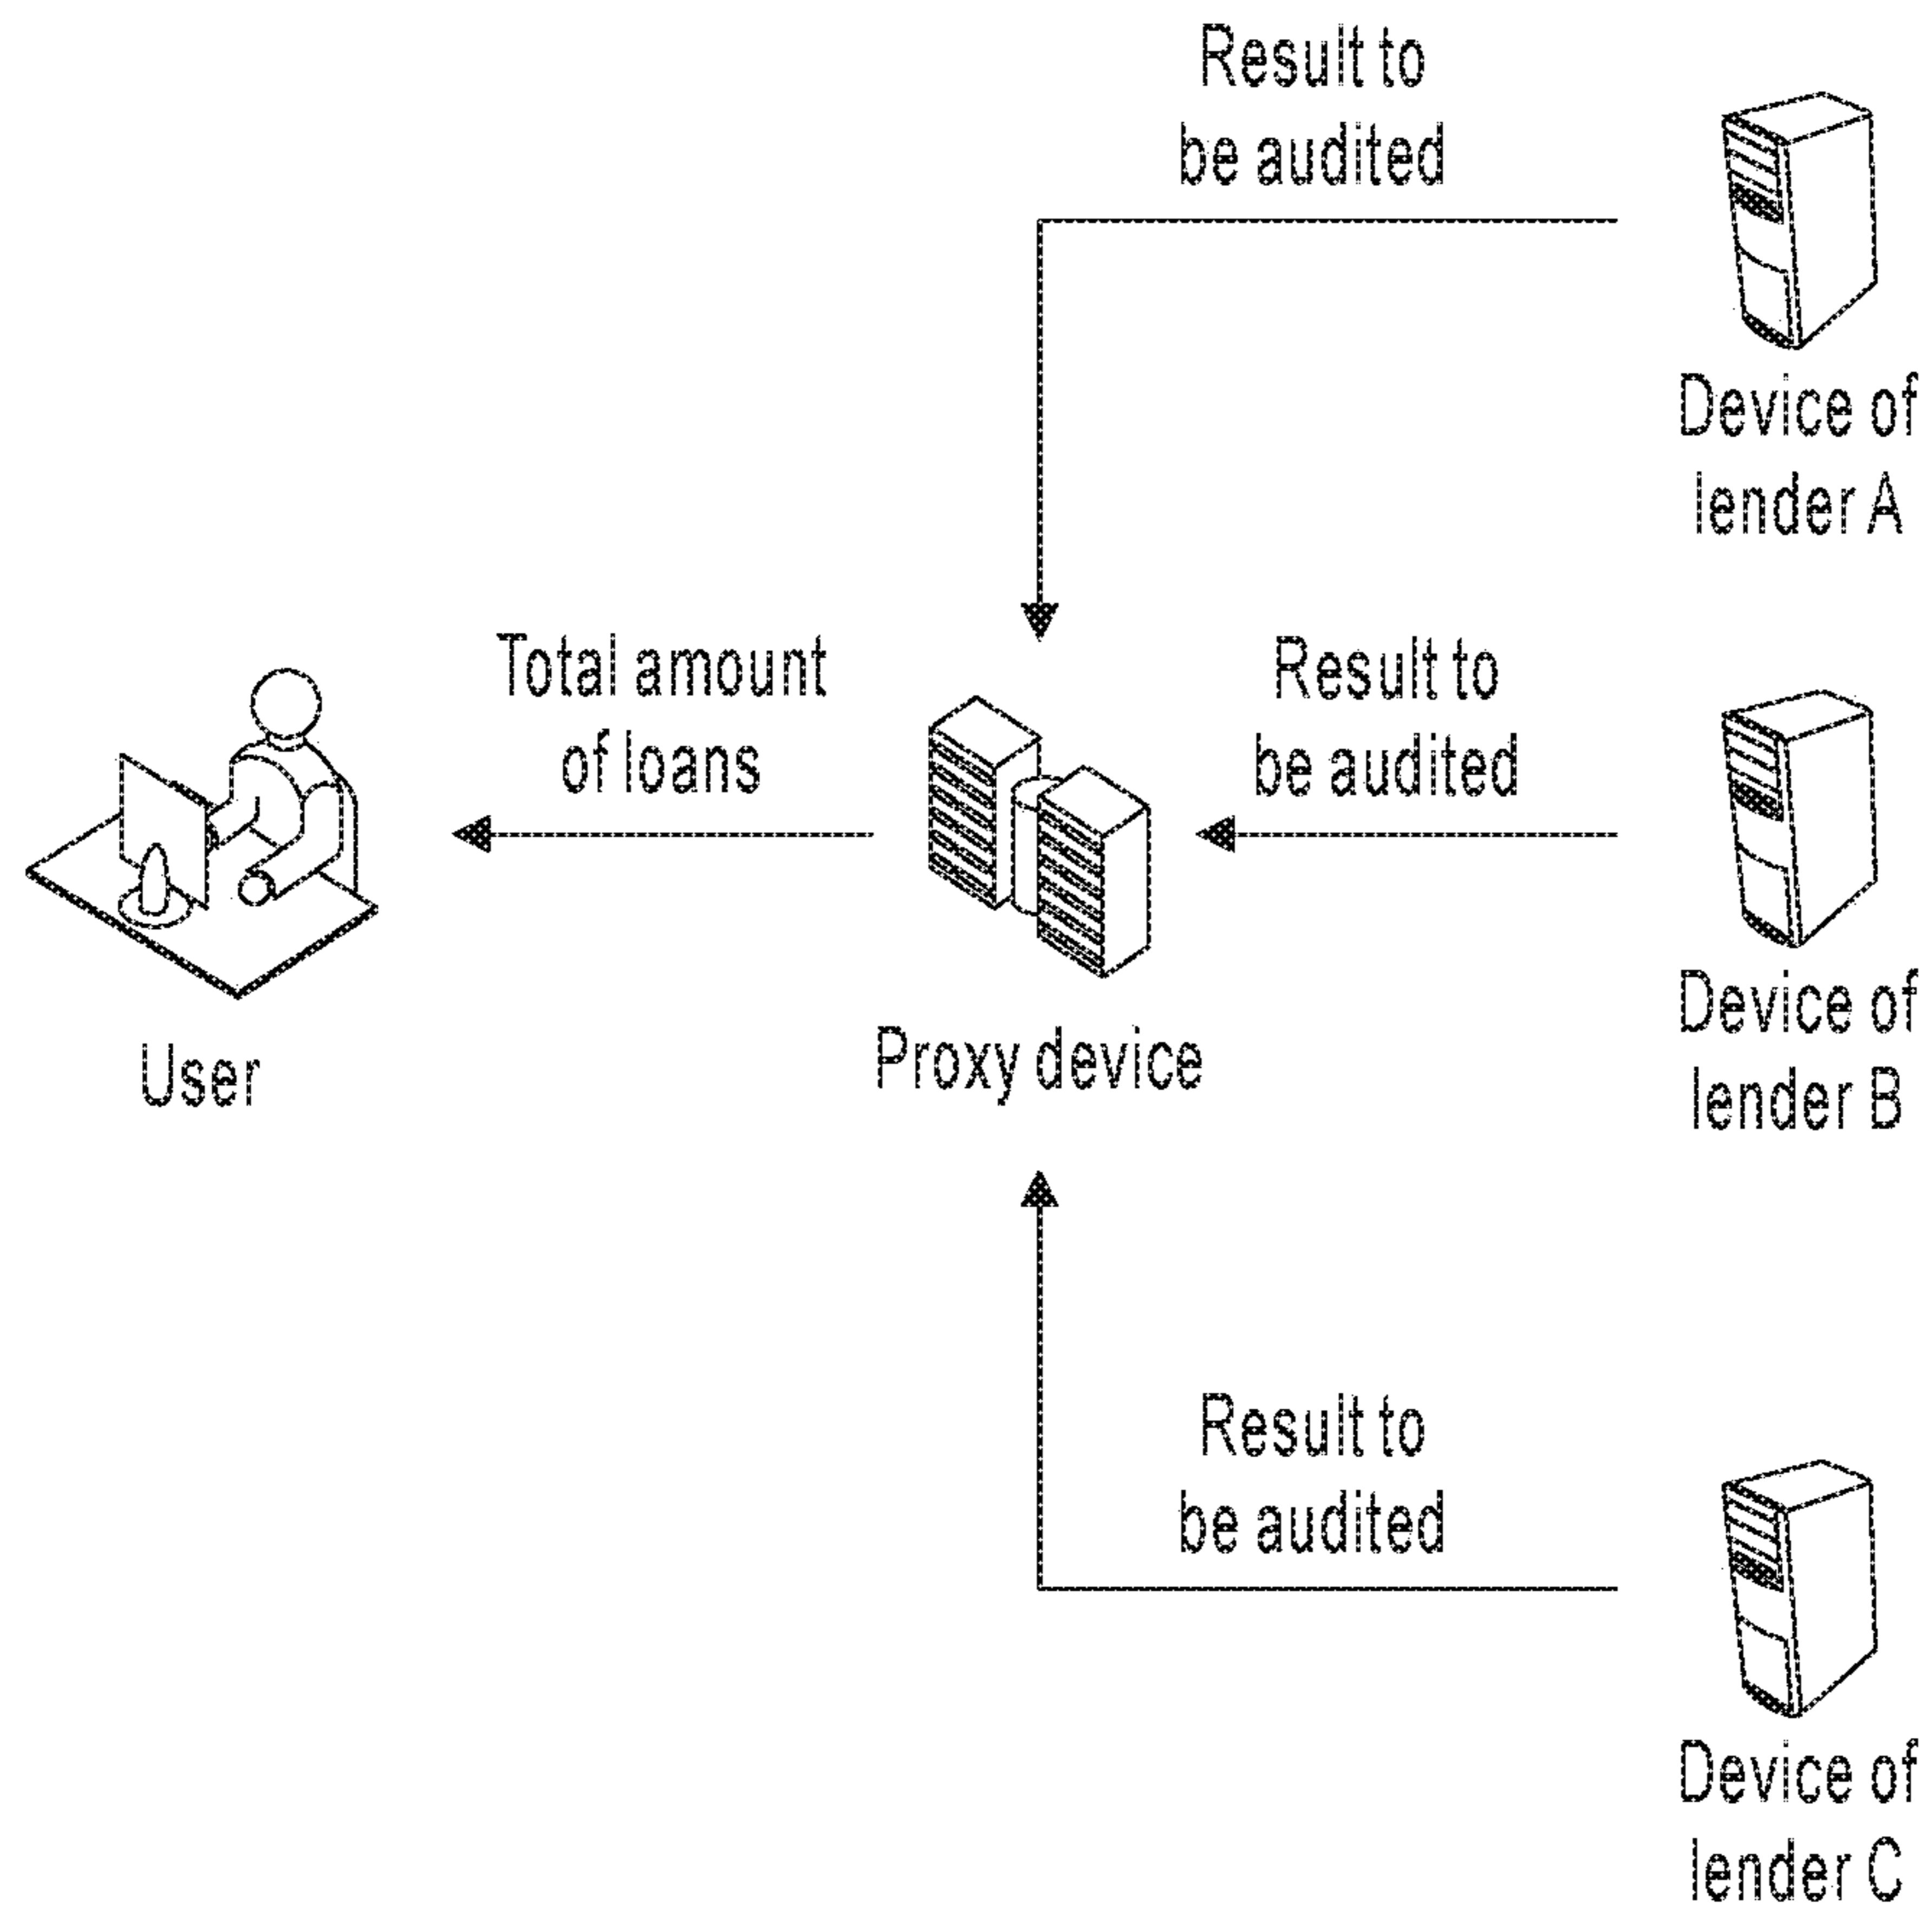 Result to
be audited
Device of
lender A
Total amount
of loans
Result to
be audited
User
Proxy device
Device of
lender B
Result to
be audited
Device of
lender C